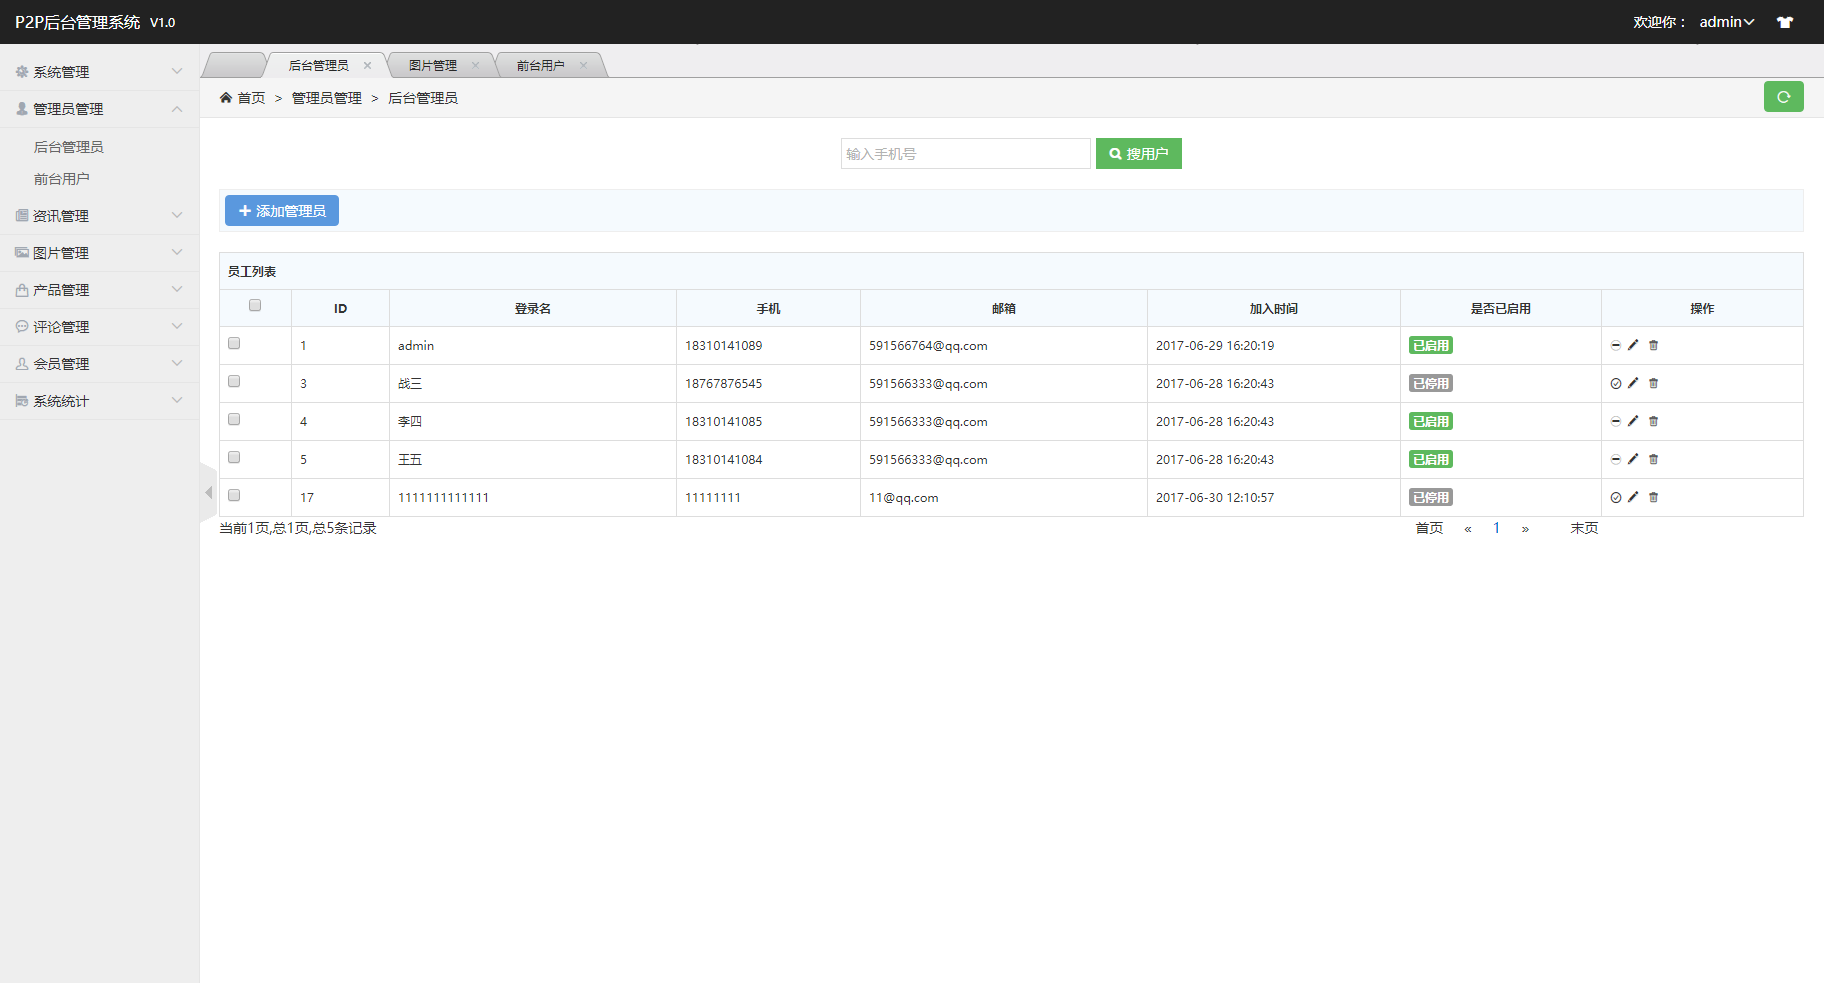 P2P后台管理系统 V1.0
欢迎你： admin
系统管理
管理员管理
后台管理员
前台用户
资讯管理
图片管理
产品管理
评论管理
会员管理
系统统计
后台管理员 图片管理 前台用户
首页 > 管理员管理 > 后台管理员
输入手机号 搜用户
添加管理员
员工列表
ID 登录名 手机 邮箱 加入时间 是否已启用 操作
1 admin 18310141089 591566764@qq.com 2017-06-29 16:20:19 已启用
3 战三 18767876545 591566333@qq.com 2017-06-28 16:20:43 已停用
4 李四 18310141085 591566333@qq.com 2017-06-28 16:20:43 已启用
5 王五 18310141084 591566333@qq.com 2017-06-28 16:20:43 已启用
17 1111111111111 11111111 11@qq.com 2017-06-30 12:10:57 已停用
当前1页,总1页,总5条记录 首页 « 1 » 末页